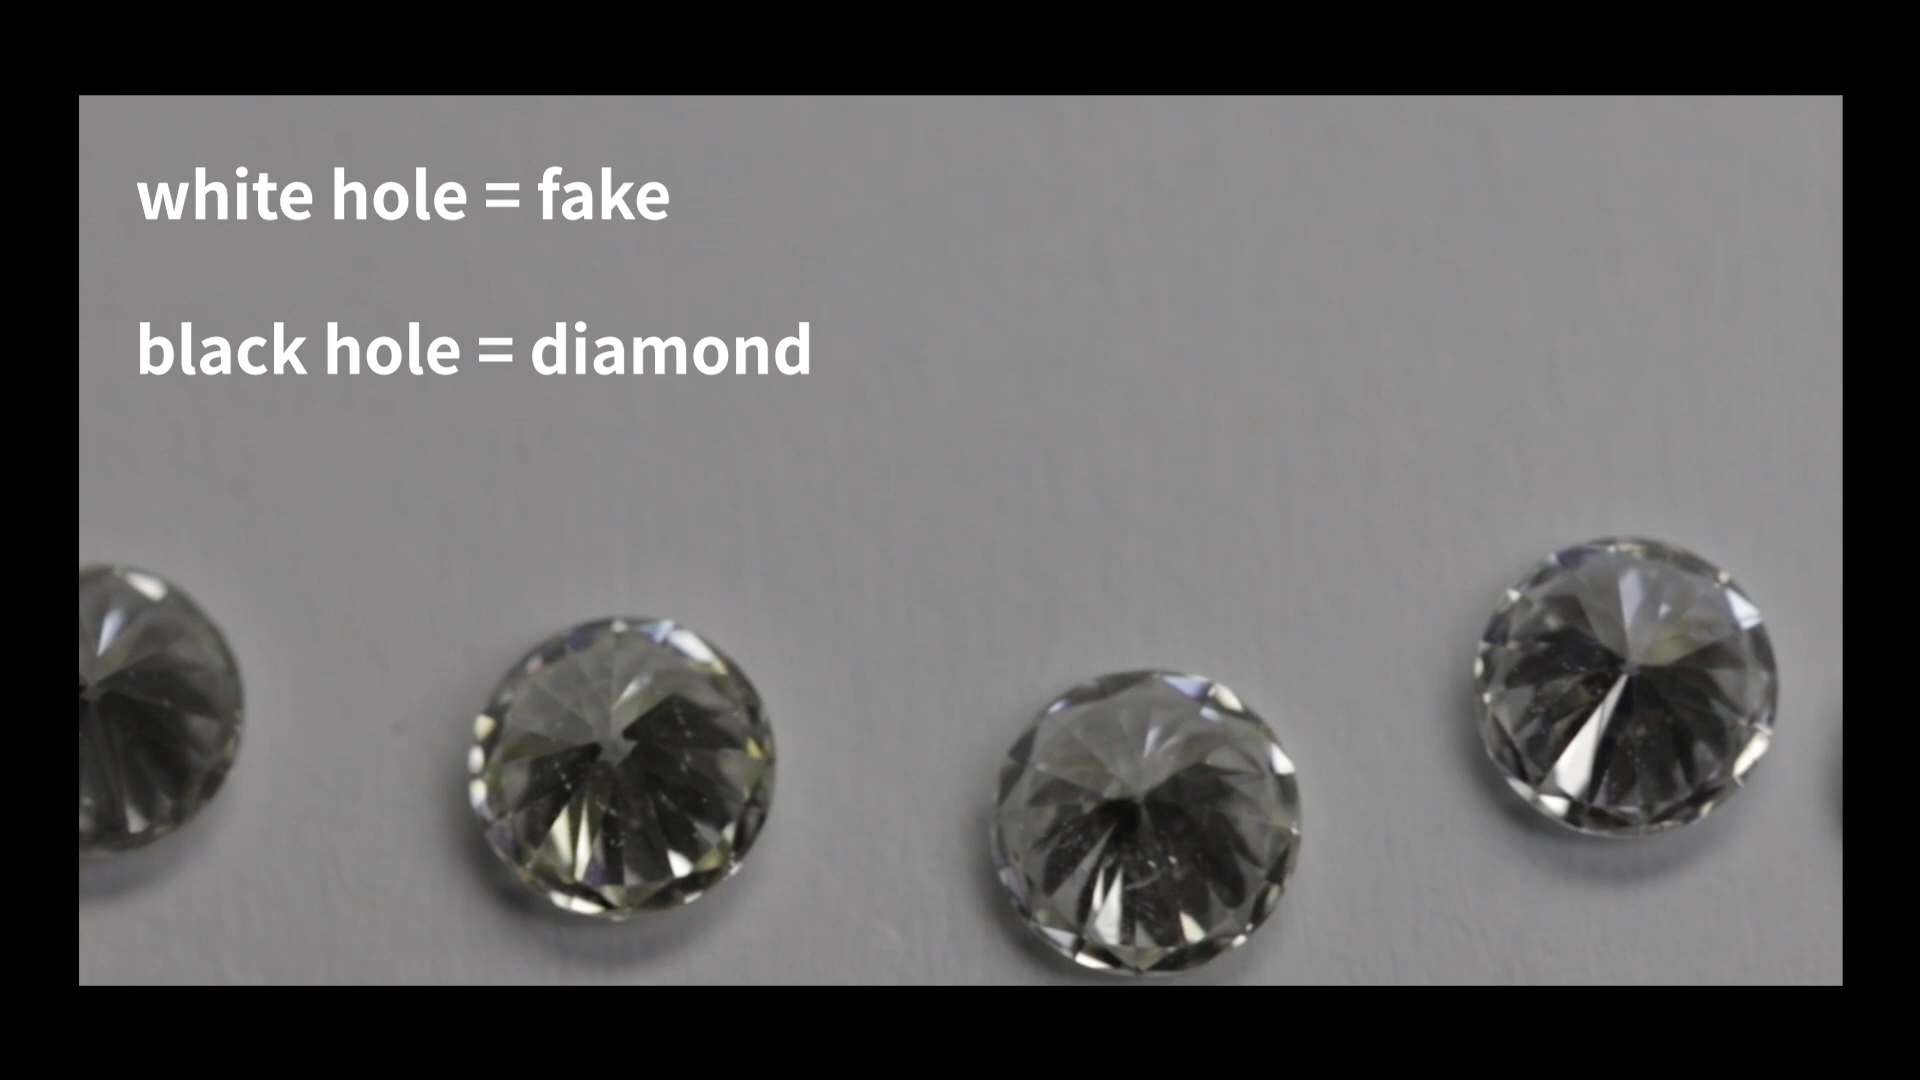 white hole = fake
black hole = diamond